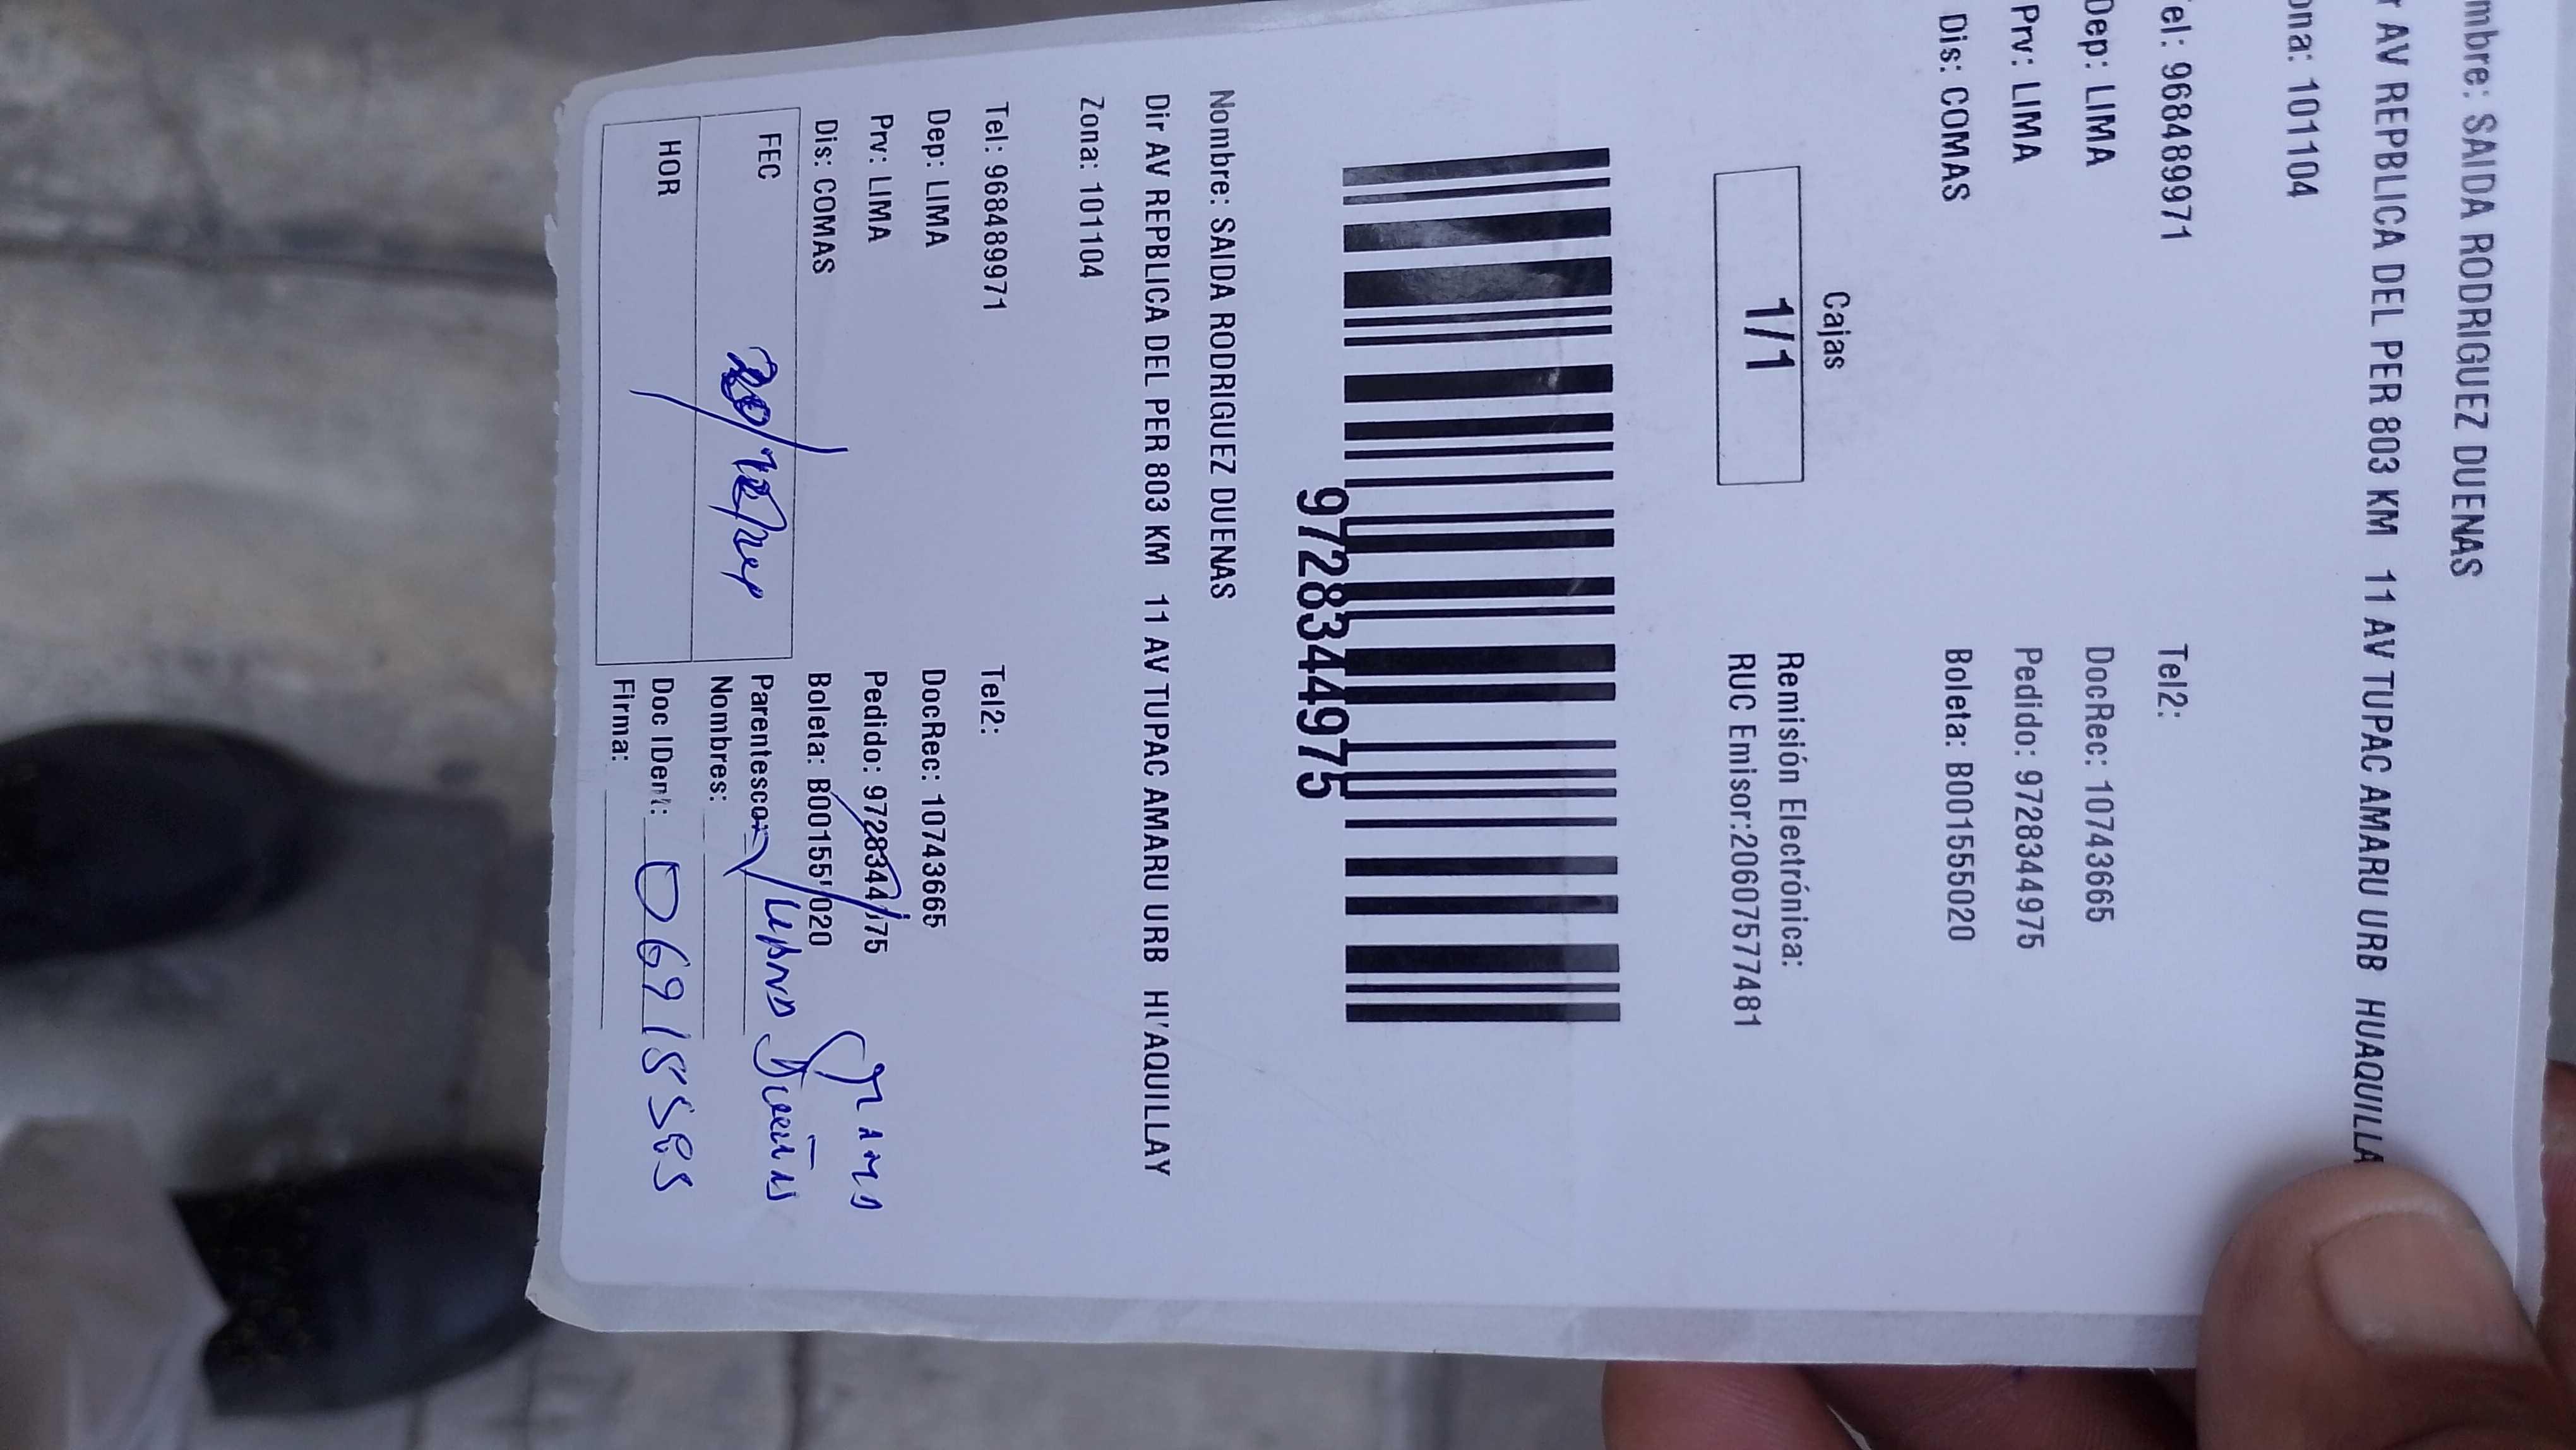 mbre: SAIDA RODRIGUEZ DUENAS
r AV REPBLICA DEL PER 803 KM 11 AV TUPAC AMARU URB HUAQUILLA
ona: 101104
el: 968489971 Tel2:
Dep: LIMA DocRec: 10743665
Prv: LIMA Pedido: 9728344975
Dis: COMAS Boleta: B001555020
Cajas
1/1
Remisión Electrónica:
RUC Emisor:20607577481
9728344975
Nombre: SAIDA RODRIGUEZ DUENAS
Dir AV REPBLICA DEL PER 803 KM 11 AV TUPAC AMARU URB HUAQUILLAY
Zona: 101104
Tel: 968489971 Tel2:
Dep: LIMA DocRec: 10743665
Prv: LIMA Pedido: 9728344975
Dis: COMAS Boleta: B001555020
FEC Parentesco:
Nombres:
HOR Doc IDent:
Firma: